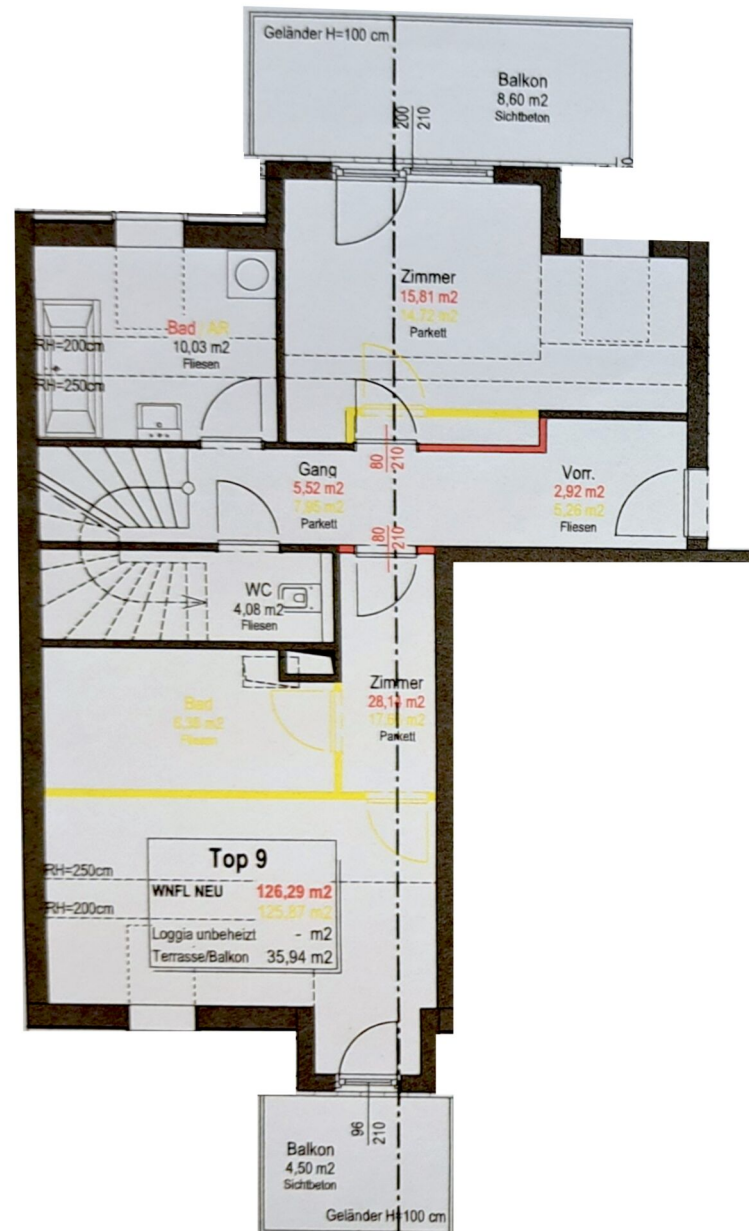 Geländer H=100 cm
Balkon
8,60 m2
Sichtbeton
200
210
Zimmer
15,81 m2
14,72 m2
Parkett
Bad / AR
10,03 m2
Fliesen
RH=200cm
RH=250cm
80
210
Gang
5,52 m2
7,95 m2
Parkett
Vorr.
2,92 m2
5,26 m2
Fliesen
80
210
WC
4,08 m2
Fliesen
Zimmer
m2
m2
Parkett
Bad
m2
Fliesen
Top 9
RH=250cm
WNFL NEU 126,29 m2
125,87 m2
RH=200cm
Loggia unbeheizt - m2
Terrasse/Balkon 35,94 m2
96
210
Balkon
4,50 m2
Sichtbeton
Geländer H=100 cm